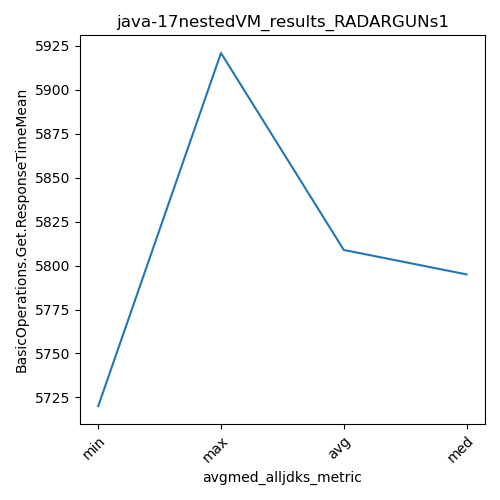 java-17nestedVM_results_RADARGUNs1
BasicOperations.Get.ResponseTimeMean
5925
5900
5875
5850
5825
5800
5775
5750
5725
min
max
avg
med
avgmed_alljdks_metric